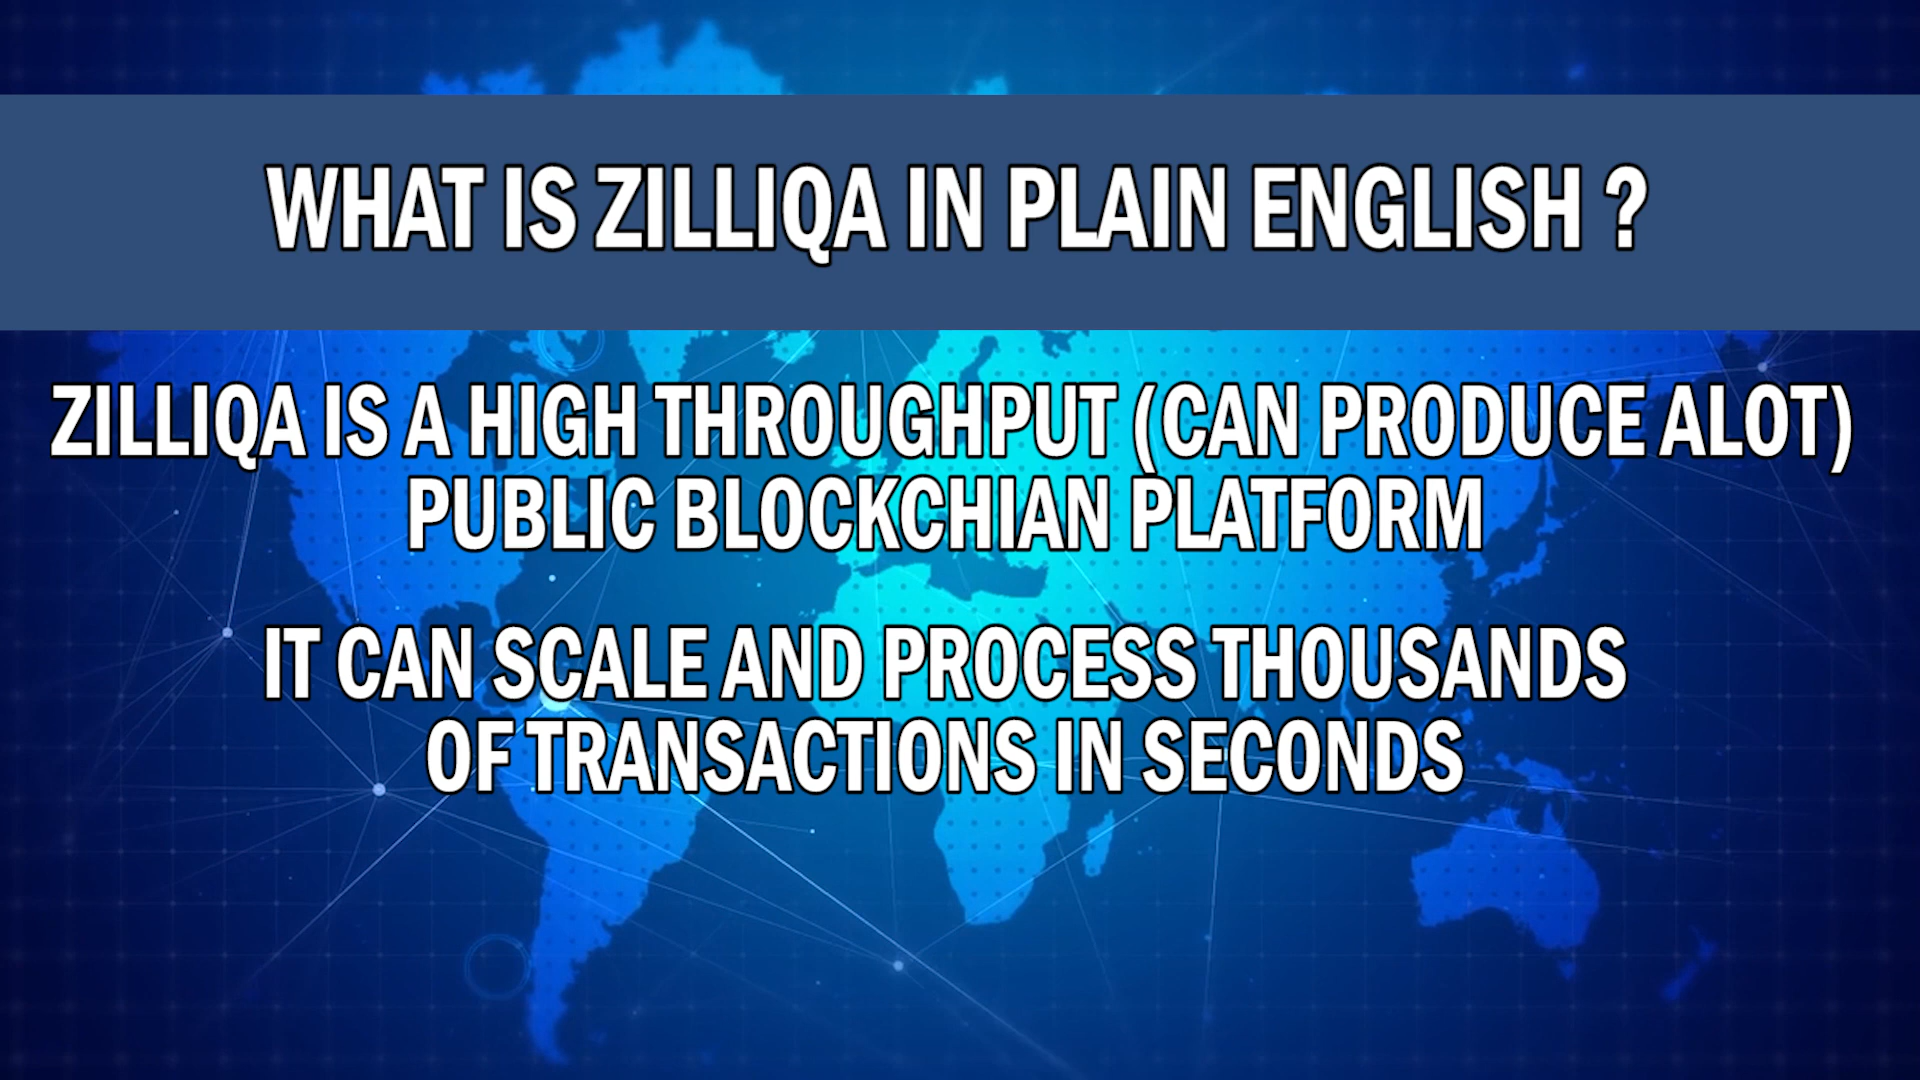 WHAT IS ZILLIQA IN PLAIN ENGLISH ?
ZILLIQA IS A HIGH THROUGHPUT (CAN PRODUCE ALOT)
PUBLIC BLOCKCHIAN PLATFORM
IT CAN SCALE AND PROCESS THOUSANDS
OF TRANSACTIONS IN SECONDS